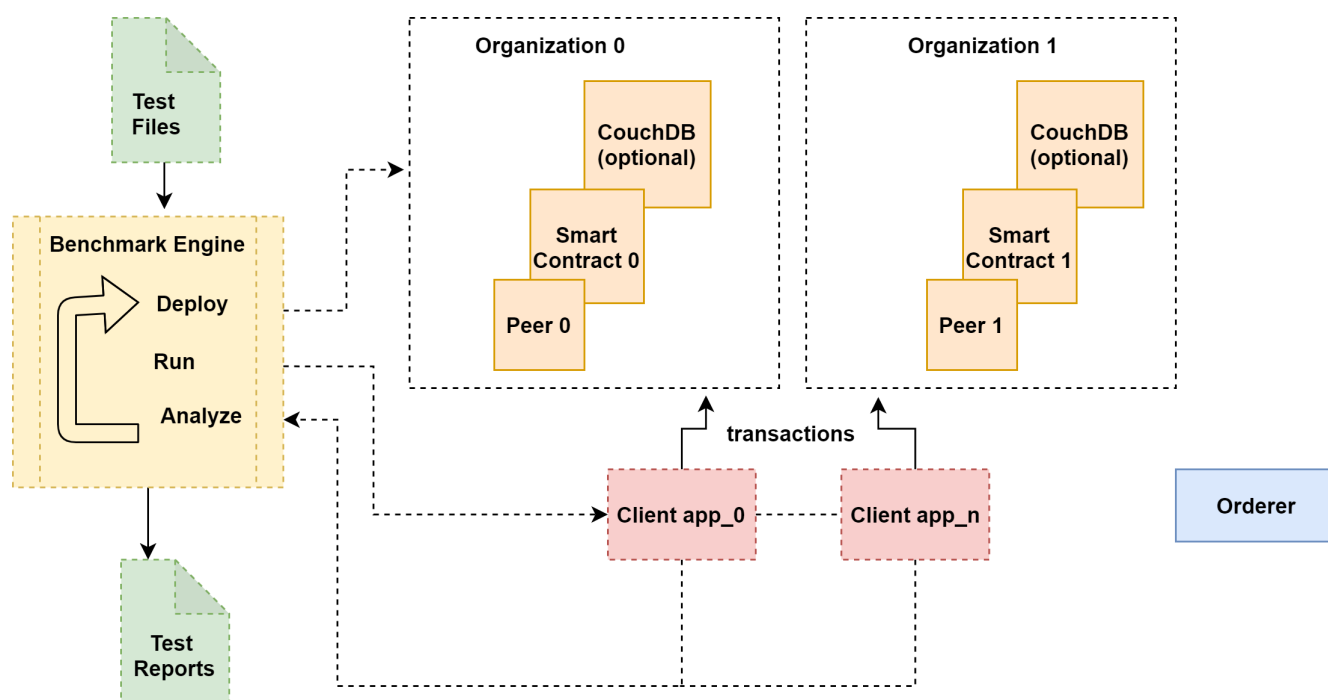 Test
Files
Benchmark Engine
Deploy
Run
Analyze
Test
Reports
Organization 0
CouchDB
(optional)
Smart
Contract 0
Peer 0
Organization 1
CouchDB
(optional)
Smart
Contract 1
Peer 1
transactions
Client app_0
Client app_n
Orderer